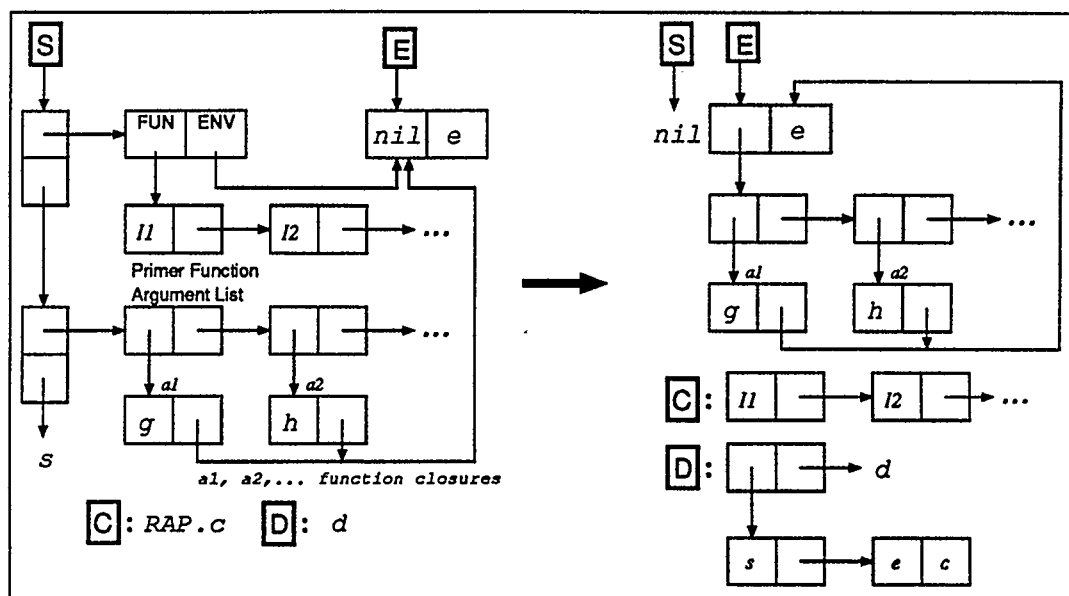 S
E
FUN ENV
nil e
I1 I2 ...
Primer Function
Argument List
...
a1 a2
g h
s
a1, a2,... function closures
C : RAP.c D : d
S E
nil e
...
a1 a2
g h
C : I1 I2 ...
D : d
s e c